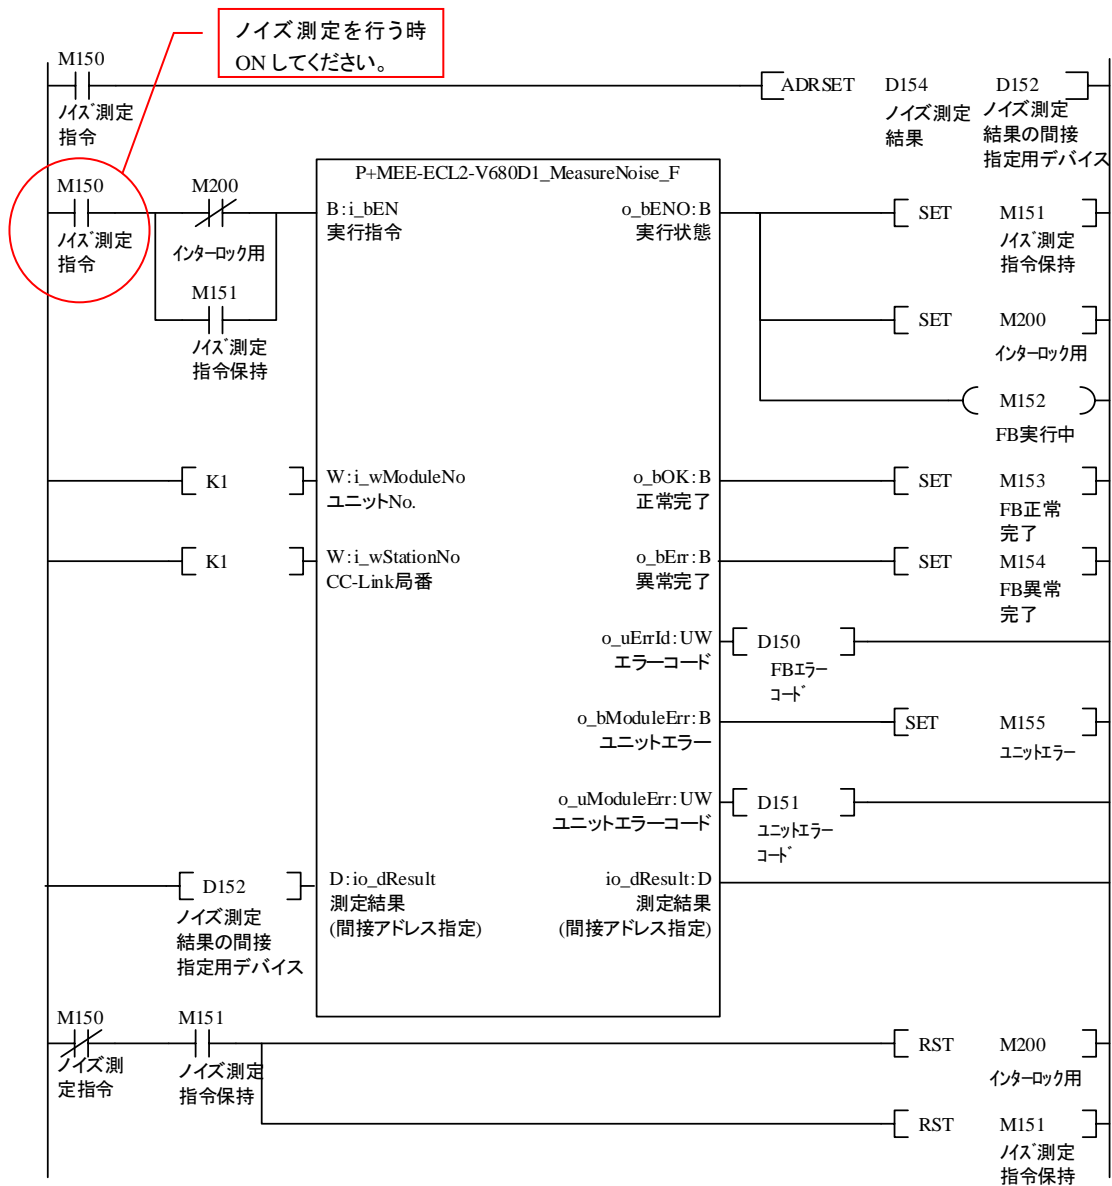 ノイズ測定を行う時
ONしてください。
M150
ノイズ測定
指令
ADRSET D154 D152
ノイズ測定
結果
ノイズ測定
結果の間接
指定用デバイス
P+MEE-ECL2-V680D1_MeasureNoise_F
M150
ノイズ測定
指令
M200
インターロック用
M151
ノイズ測定
指令保持
B:i_bEN
実行指令
o_bENO:B
実行状態
SET M151
ノイズ測定
指令保持
SET M200
インターロック用
M152
FB実行中
K1
W:i_wModuleNo
ユニットNo.
o_bOK:B
正常完了
SET M153
FB正常
完了
K1
W:i_wStationNo
CC-Link局番
o_bErr:B
異常完了
SET M154
FB異常
完了
o_uErrId:UW
エラーコード
D150
FBエラー
コード
o_bModuleErr:B
ユニットエラー
SET M155
ユニットエラー
o_uModuleErr:UW
ユニットエラーコード
D151
ユニットエラー
コード
D152
ノイズ測定
結果の間接
指定用デバイス
D:io_dResult
測定結果
(間接アドレス指定)
io_dResult:D
測定結果
(間接アドレス指定)
M150
ノイズ測
定指令
M151
ノイズ測定
指令保持
RST M200
インターロック用
RST M151
ノイズ測定
指令保持